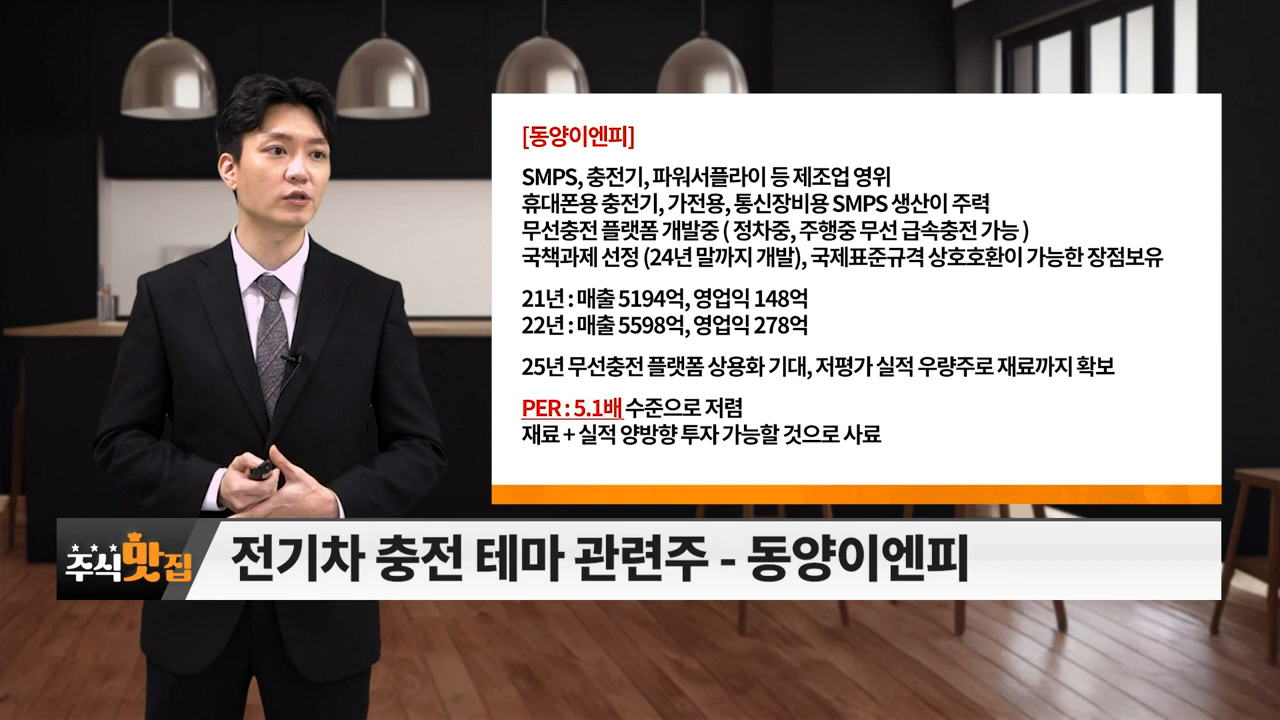 [동양이엔피]
SMPS, 충전기, 파워서플라이 등 제조업 영위
휴대폰용 충전기, 가전용, 통신장비용 SMPS 생산이 주력
무선충전 플랫폼 개발중 ( 정차중, 주행중 무선 급속충전 가능 )
국책과제 선정 (24년 말까지 개발), 국제표준규격 상호호환이 가능한 장점보유
21년 : 매출 5194억, 영업익 148억
22년 : 매출 5598억, 영업익 278억
25년 무선충전 플랫폼 상용화 기대, 저평가 실적 우량주로 재료까지 확보
PER : 5.1배 수준으로 저렴
재료 + 실적 양방향 투자 가능할 것으로 사료
주식맛집
전기차 충전 테마 관련주 - 동양이엔피